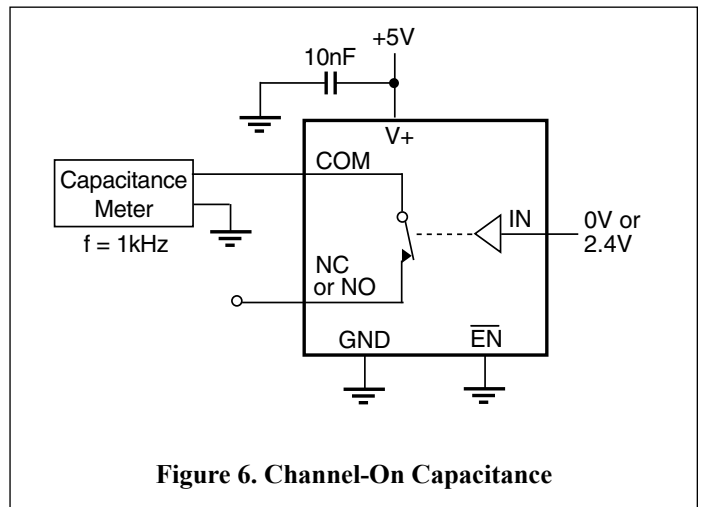 +5V
10nF
V+
COM
Capacitance
Meter
f = 1kHz
IN
0V or
2.4V
NC
or NO
GND
E̅N̅
Figure 6. Channel-On Capacitance